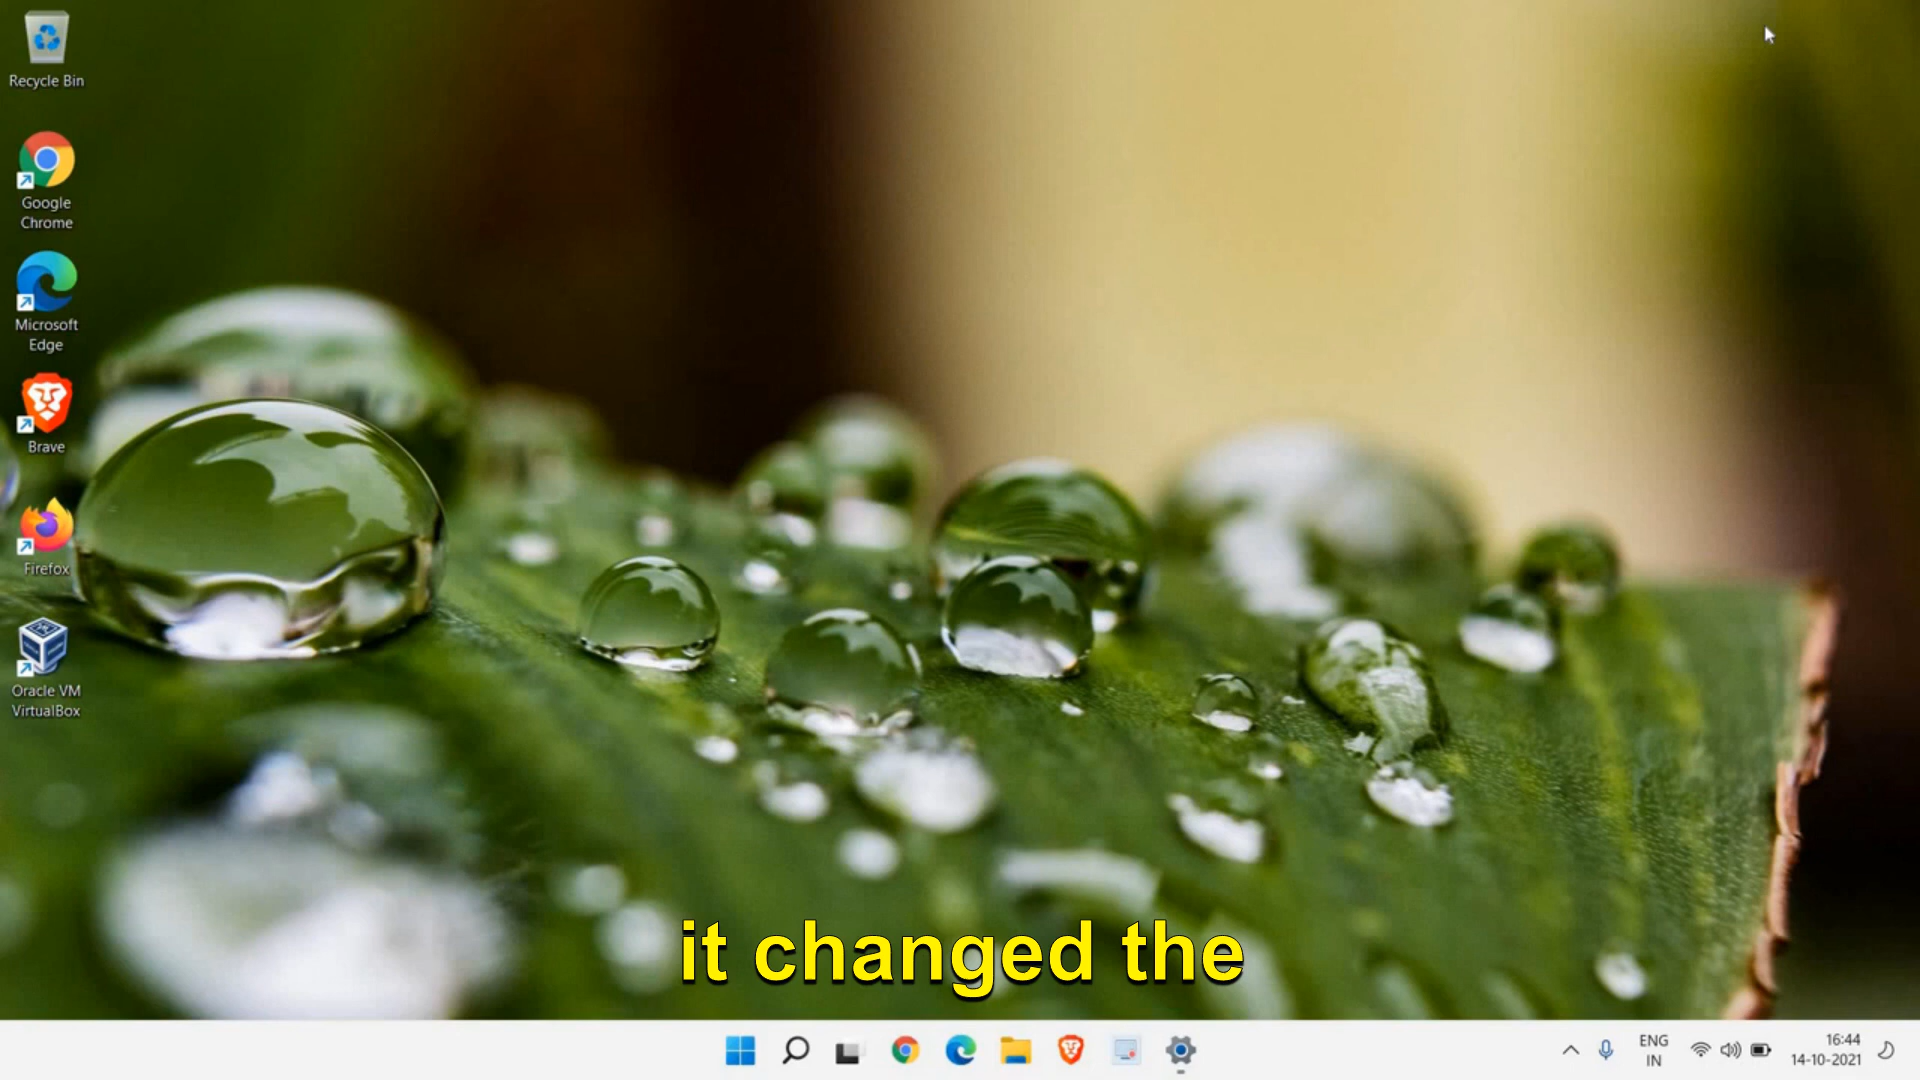 Recycle Bin
Google
Chrome
Microsoft
Edge
Brave
Firefox
Oracle VM
VirtualBox
it changed the
ENG
IN
16:44
14-10-2021